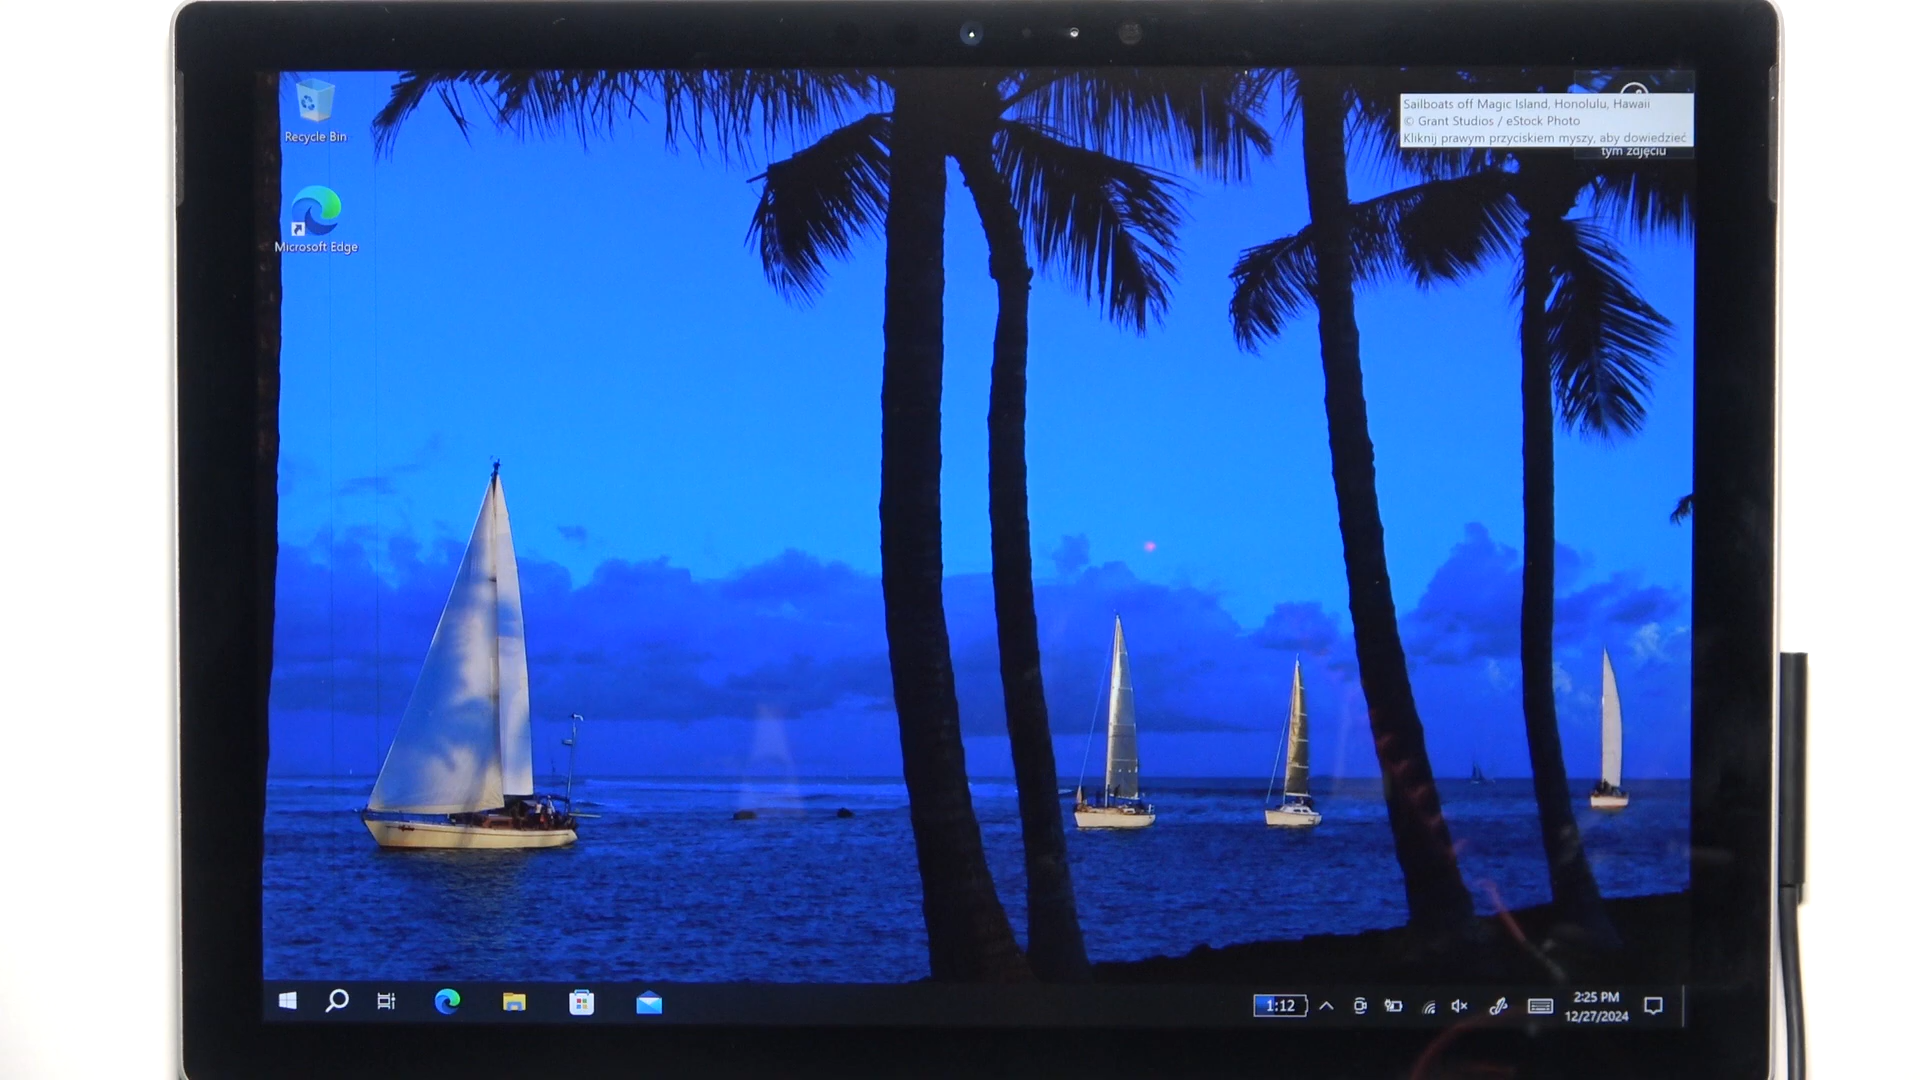 Recycle Bin
Microsoft Edge
Sailboats off Magic Island, Honolulu, Hawaii
© Grant Studios / eStock Photo
Kliknij prawym przyciskiem myszy, aby dowiedzieć
tym zdjęciu
1:12
2:25 PM
12/27/2024